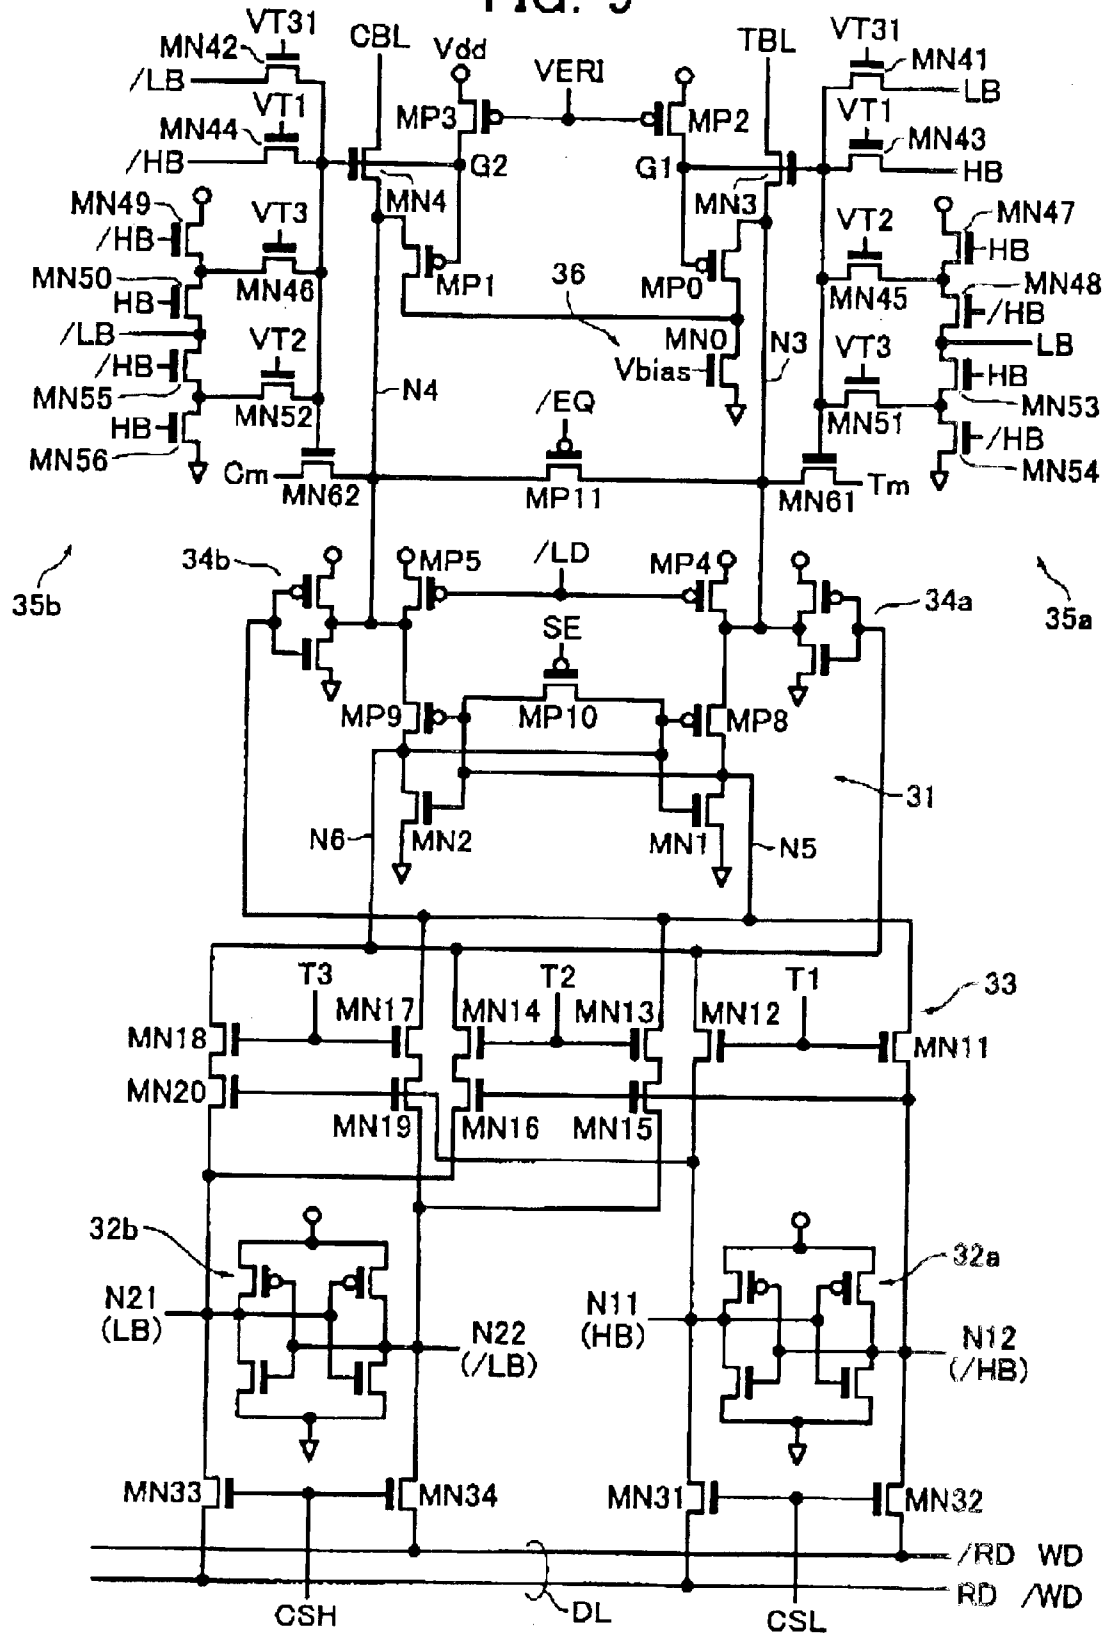 FIG. 9
VT31 CBL TBL VT31
MN42 Vdd VERI MN41
/LB LB
VT1 MP3 MP2 VT1
MN44 MN43
/HB G2 G1 HB
MN4 MN3
MN49 MN47
/HB VT3 VT2 HB
MN50 MN46 MP1 36 MP0 MN45 MN48
HB /HB
/LB MN0 N3 LB
VT2 VT3
/HB Vbias HB
MN55 MN52 N4 MN51 MN53
HB /EQ /HB
MN56 MN54
Cm MN62 MP11 MN61 Tm
34b MP5 /LD MP4
35b 34a 35a
SE
MP9 MP10 MP8
31
N6 MN2 MN1 N5
T3 T2 T1 33
MN17 MN14 MN13 MN12
MN18 MN11
MN20
MN19 MN16 MN15
32b 32a
N21 N11
(LB) N22 (HB) N12
(/LB) (/HB)
MN33 MN34 MN31 MN32
/RD WD
RD /WD
CSH DL CSL